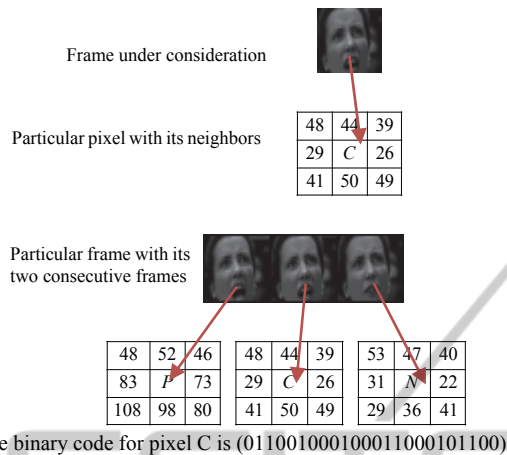 Frame under consideration
Particular pixel with its neighbors
48 44 39
29 C 26
41 50 49
Particular frame with its
two consecutive frames
48 52 46
83 P 73
108 98 80
48 44 39
29 C 26
41 50 49
53 47 40
31 N 22
29 36 41
binary code for pixel C is (011001000100011000101100)